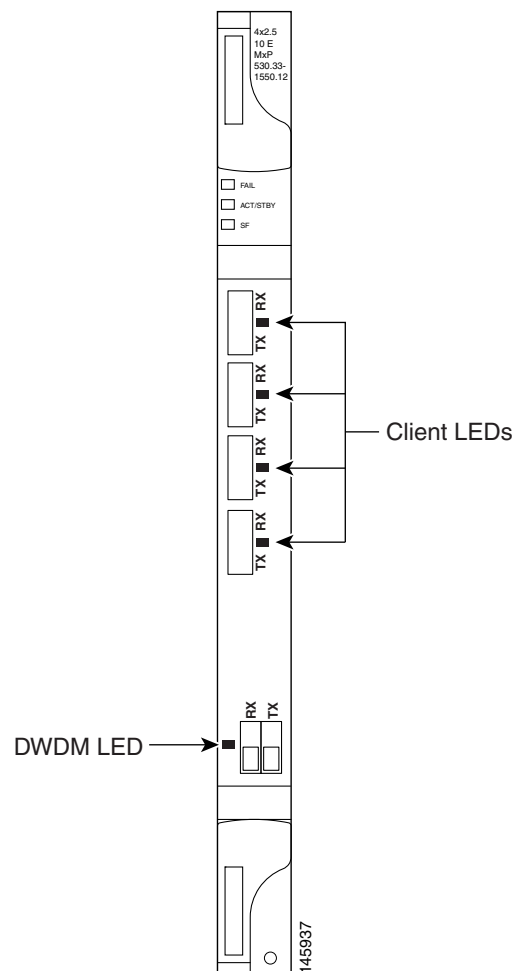 4x2.5
10 E
MxP
530.33-
1550.12
FAIL
ACT/STBY
SF
RX
TX
RX
TX
RX
TX
RX
TX
Client LEDs
RX
TX
DWDM LED
145937